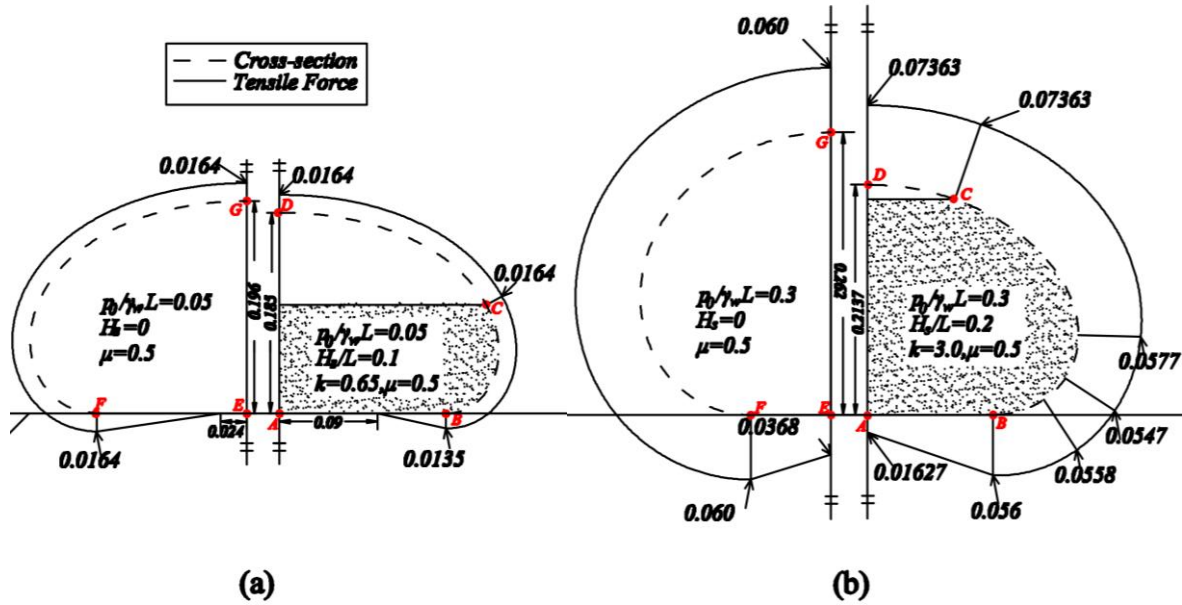 Cross-section
Tensile Force
0.0164
0.0164
G
D
0.0164
C
0.196
0.185
p₀/γwL=0.05
Hs=0
μ=0.5
p₀/γwL=0.05
Hs/L=0.1
k=0.65,μ=0.5
F
E
A
B
0.024
0.09
0.0164
0.0135
(a)
0.060
0.07363
0.07363
G
D
C
0.262
0.2137
p₀/γwL=0.3
Hs=0
μ=0.5
p₀/γwL=0.3
Hs/L=0.2
k=3.0,μ=0.5
0.0577
F
E
A
B
0.0368
0.01627
0.0547
0.0558
0.060
0.056
(b)